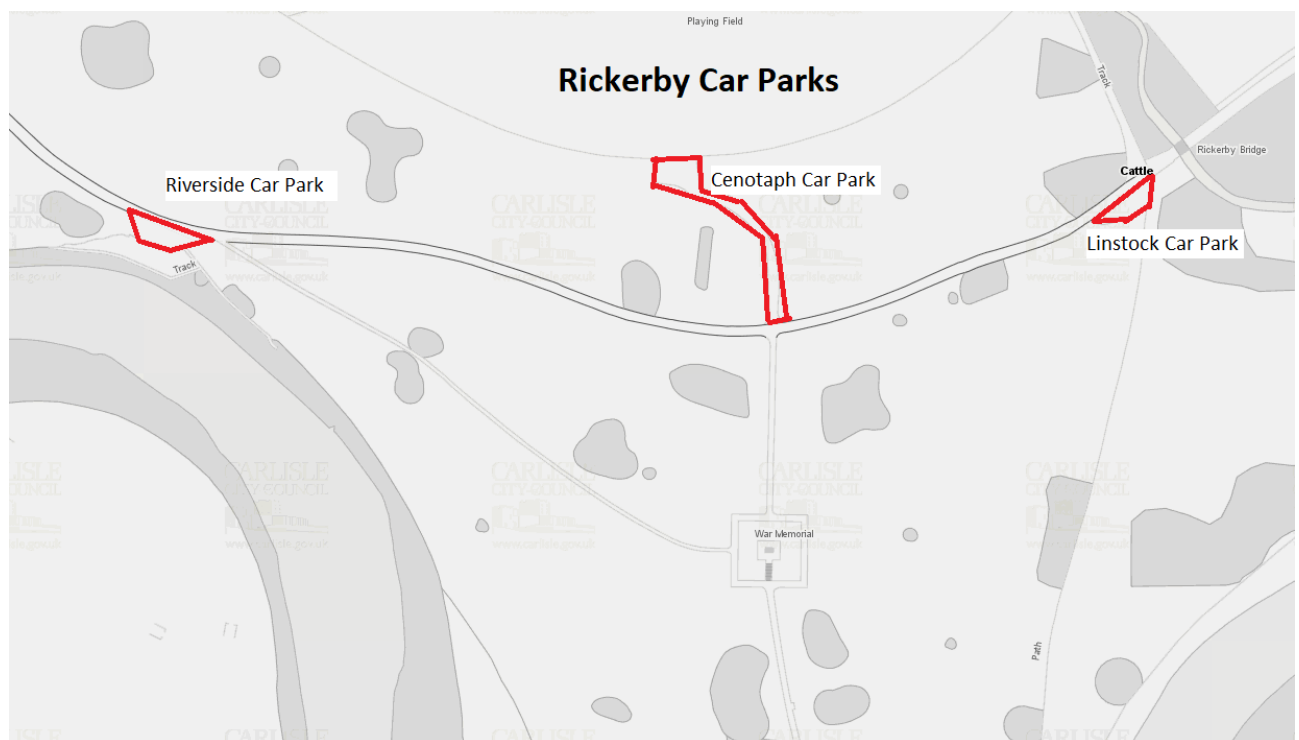 Playing Field
Rickerby Car Parks
Track
Rickerby Bridge
Cattle
Riverside Car Park
Cenotaph Car Park
Linstock Car Park
CARLISLE
CITY COUNCIL
www.carlisle.gov.uk
Track
War Memorial
Path